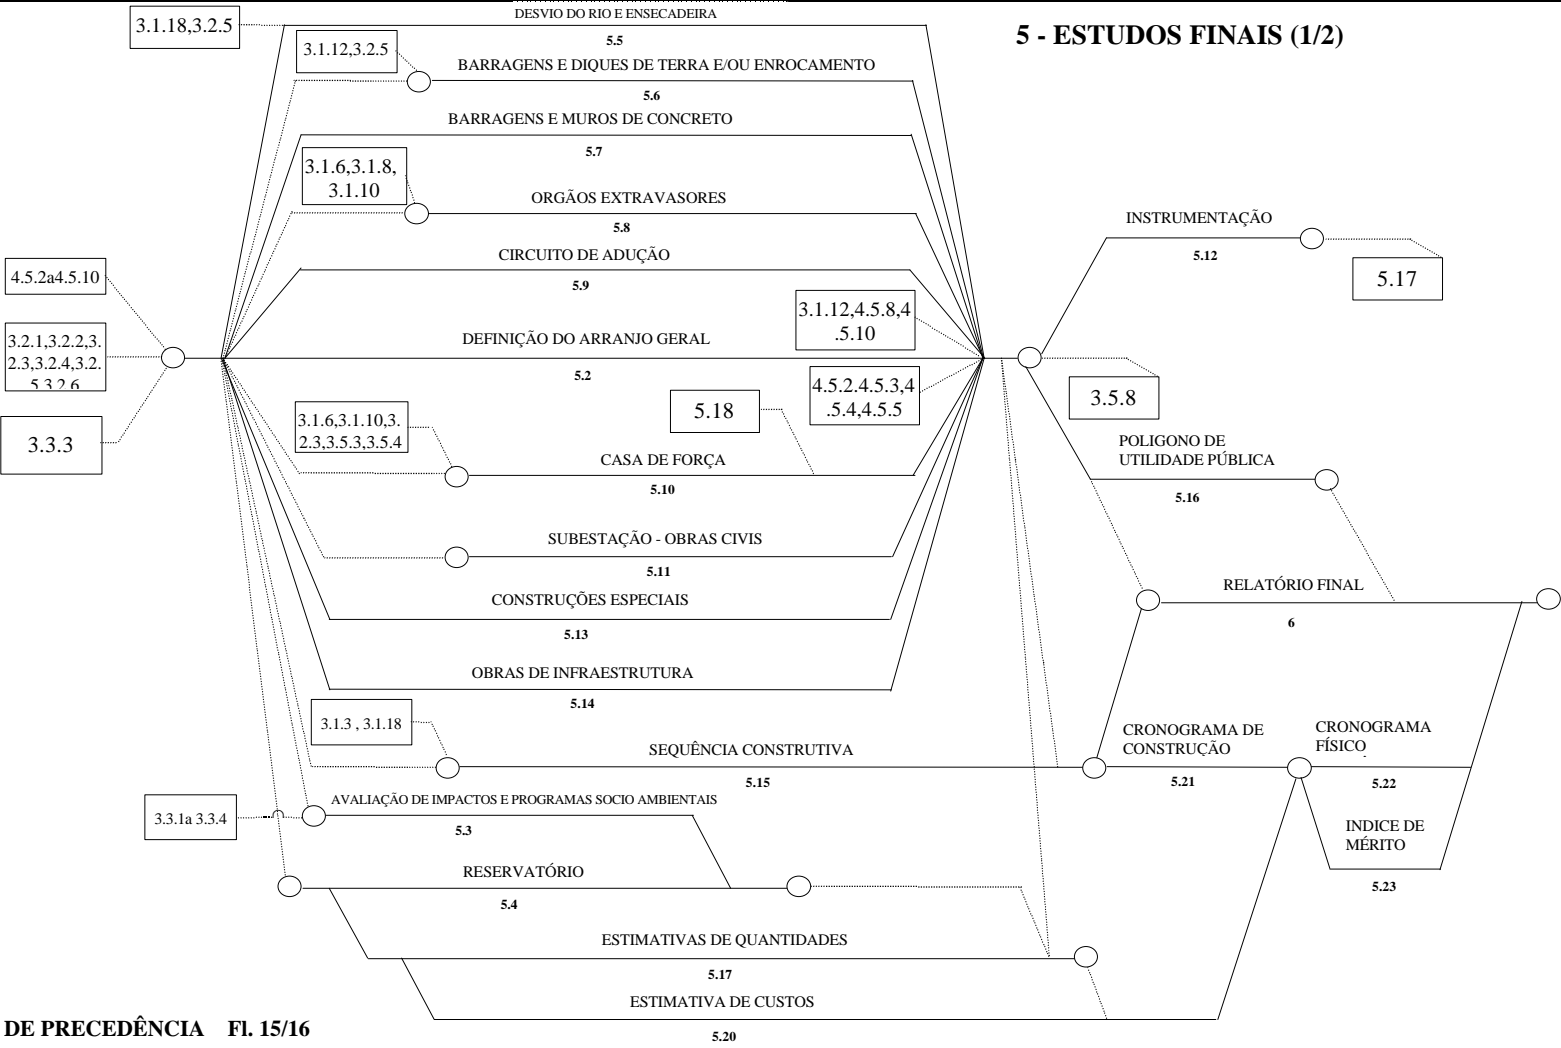 DESVIO DO RIO E ENSECADEIRA
3.1.18,3.2.5
5 - ESTUDOS FINAIS (1/2)
5.5
3.1.12,3.2.5
BARRAGENS E DIQUES DE TERRA E/OU ENROCAMENTO
5.6
BARRAGENS E MUROS DE CONCRETO
5.7
3.1.6,3.1.8,
3.1.10
ORGÃOS EXTRAVASORES
5.8
INSTRUMENTAÇÃO
5.12
CIRCUITO DE ADUÇÃO
5.9
4.5.2a4.5.10
5.17
3.1.12,4.5.8,4
.5.10
3.2.1,3.2.2,3.
2.3,3.2.4,3.2.
5,3.2.6
DEFINIÇÃO DO ARRANJO GERAL
5.2
4.5.2.4.5.3,4
.5.4,4.5.5
3.5.8
5.18
3.1.6,3.1.10,3.
2.3,3.5.3,3.5.4
3.3.3
POLIGONO DE
UTILIDADE PÚBLICA
CASA DE FORÇA
5.10
5.16
SUBESTAÇÃO - OBRAS CIVIS
5.11
RELATÓRIO FINAL
6
CONSTRUÇÕES ESPECIAIS
5.13
OBRAS DE INFRAESTRUTURA
5.14
3.1.3 , 3.1.18
CRONOGRAMA DE
CONSTRUÇÃO
CRONOGRAMA
FÍSICO
SEQUÊNCIA CONSTRUTIVA
5.15
5.21
5.22
AVALIAÇÃO DE IMPACTOS E PROGRAMAS SOCIO AMBIENTAIS
3.3.1a 3.3.4
5.3
INDICE DE
MÉRITO
RESERVATÓRIO
5.23
5.4
ESTIMATIVAS DE QUANTIDADES
5.17
ESTIMATIVA DE CUSTOS
5.20
DE PRECEDÊNCIA Fl. 15/16